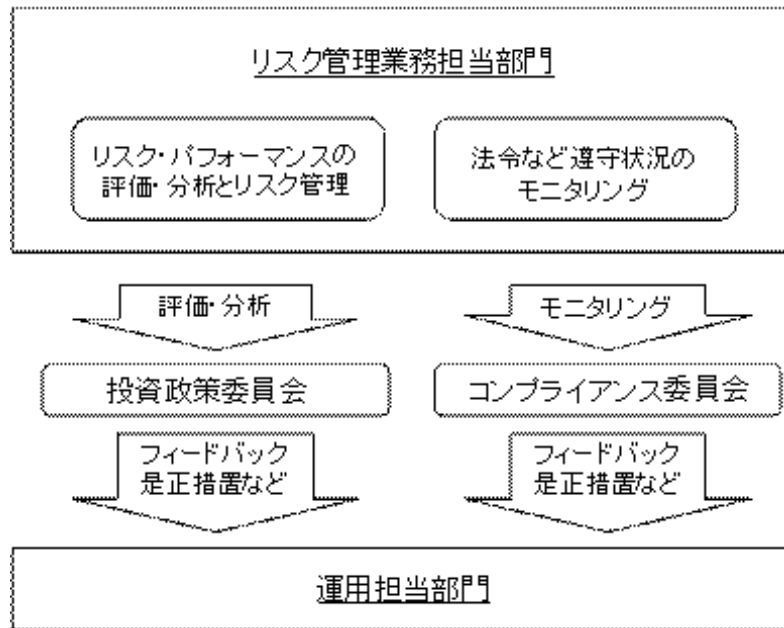 リスク管理業務担当部門
リスク・パフォーマンスの
評価・分析とリスク管理
法令など遵守状況の
モニタリング
評価・分析
モニタリング
投資政策委員会
コンプライアンス委員会
フィードバック
是正措置など
フィードバック
是正措置など
運用担当部門